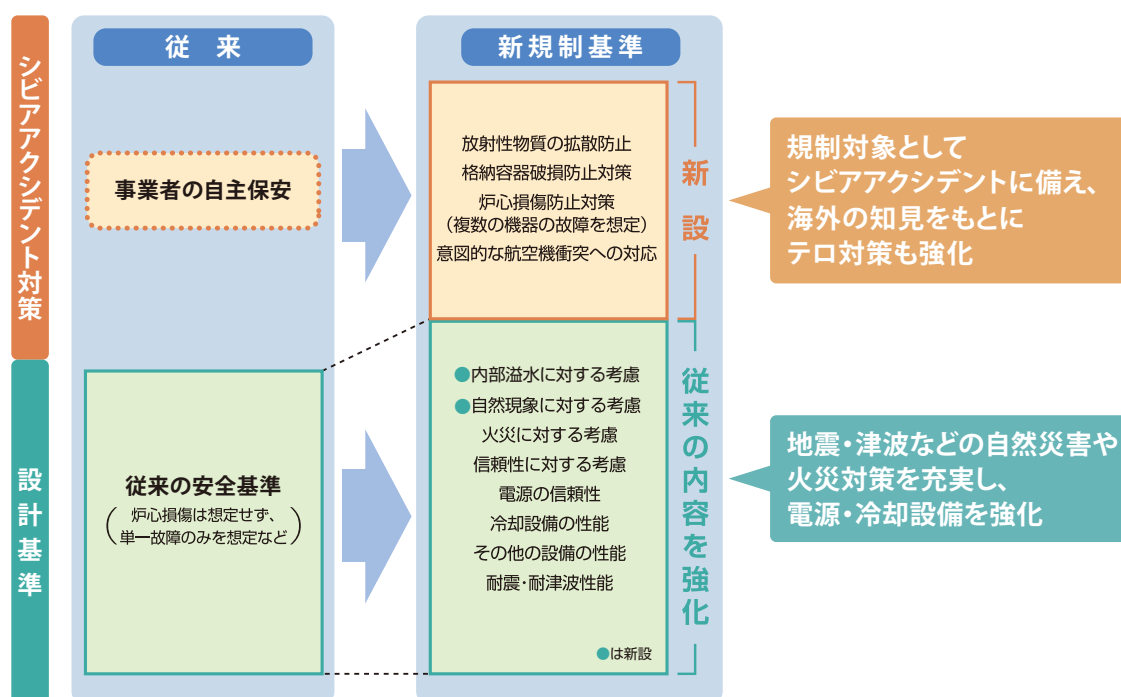 シビアアクシデント対策
設計基準
従来
事業者の自主保安
従来の安全基準
(炉心損傷は想定せず、
単一故障のみを想定など)
新規制基準
放射性物質の拡散防止
格納容器破損防止対策
炉心損傷防止対策
(複数の機器の故障を想定)
意図的な航空機衝突への対応
新設
●内部溢水に対する考慮
●自然現象に対する考慮
火災に対する考慮
信頼性に対する考慮
電源の信頼性
冷却設備の性能
その他の設備の性能
耐震・耐津波性能
●は新設
従来の内容を強化
規制対象として
シビアアクシデントに備え、
海外の知見をもとに
テロ対策も強化
地震・津波などの自然災害や
火災対策を充実し、
電源・冷却設備を強化